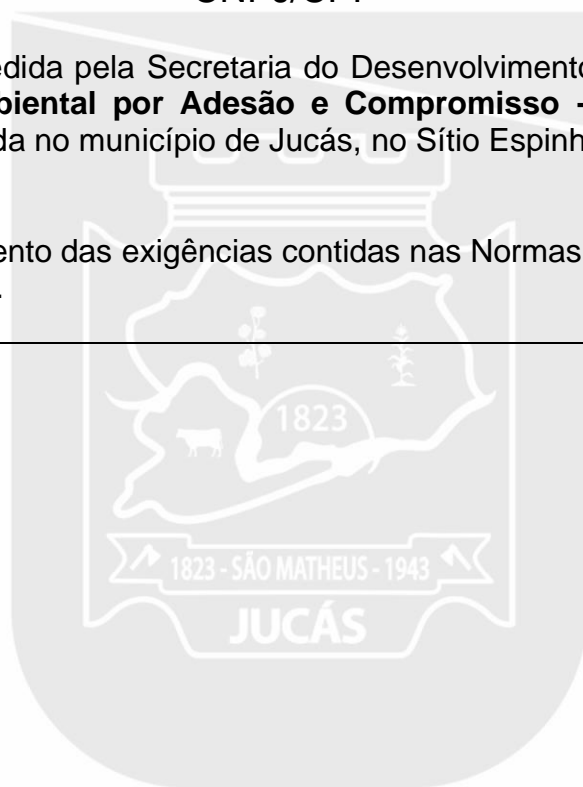 edida pela Secretaria do Desenvolvimento
biental por Adesão e Compromisso -
da no município de Jucás, no Sítio Espinh
ento das exigências contidas nas Normas
.
1823
1823 - SÃO MATHEUS - 1943
JUCÁS